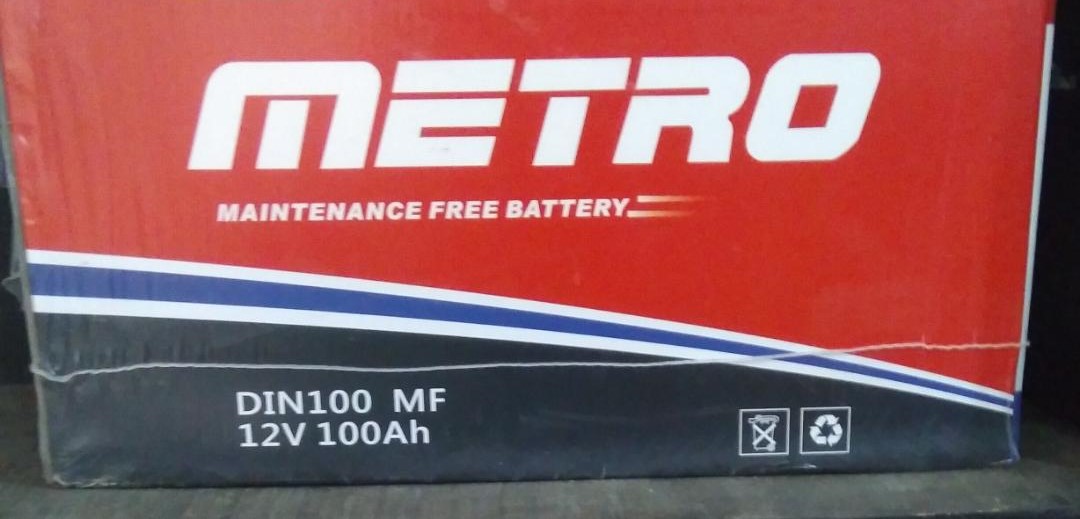 METRO
MAINTENANCE FREE BATTERY
DIN100 MF
12V 100Ah